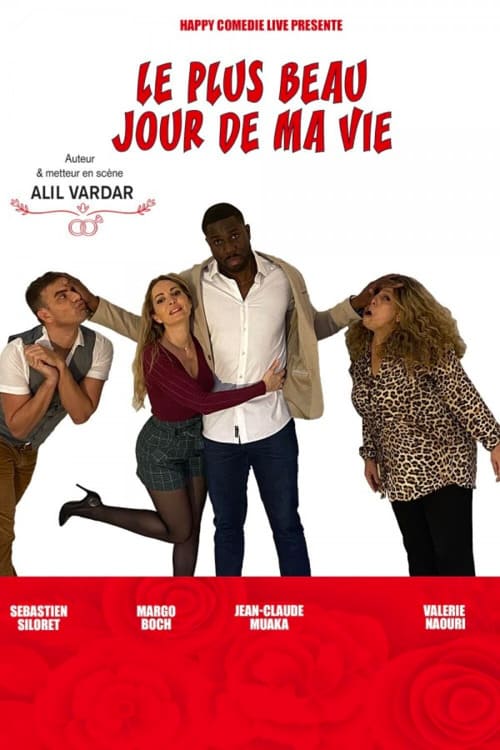 HAPPY COMEDIE LIVE PRESENTE
LE PLUS BEAU
JOUR DE MA VIE
Auteur
& metteur en scène
ALIL VARDAR
SEBASTIEN
SILORET
MARGO
BOCH
JEAN-CLAUDE
MUAKA
VALERIE
NAOURI